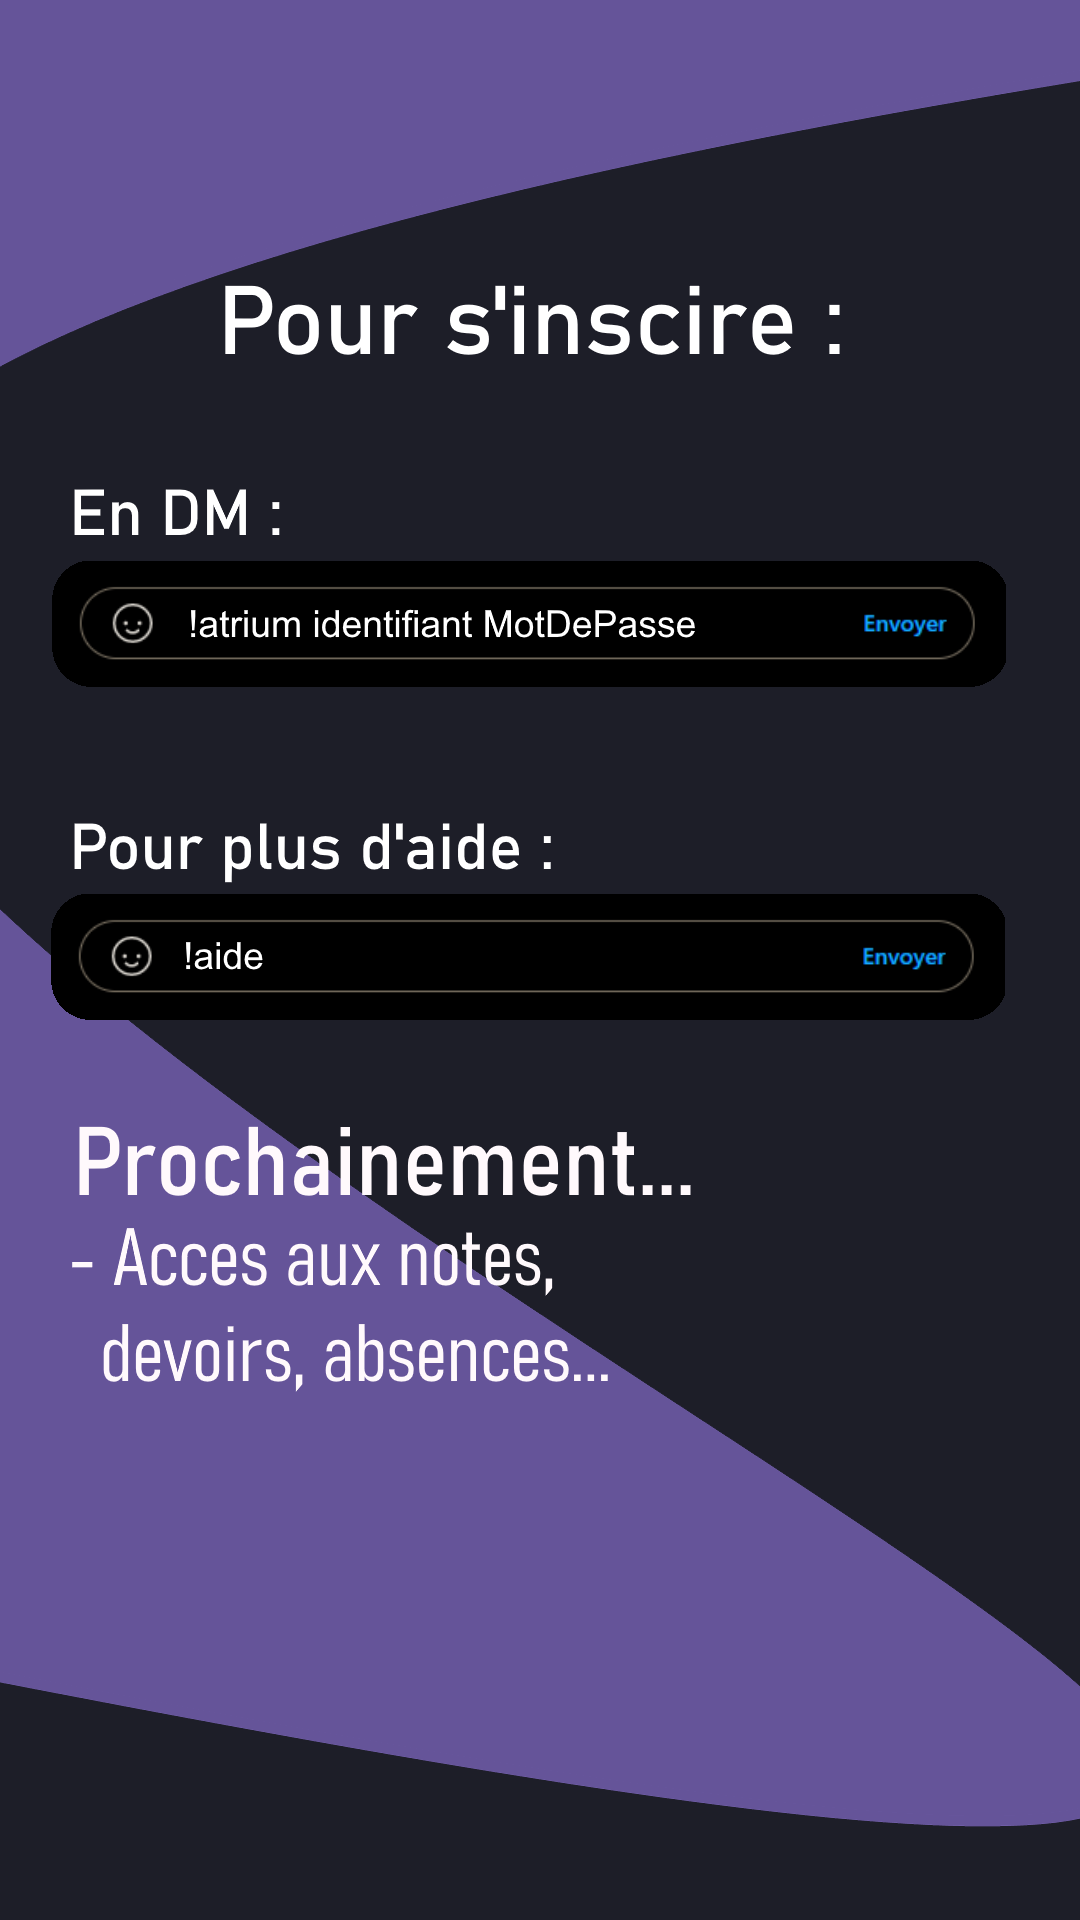 Pour s'inscire :
En DM :
!atrium identifiant MotDePasse Envoyer
Pour plus d'aide :
!aide Envoyer
Prochainement...
- Acces aux notes,
devoirs, absences...